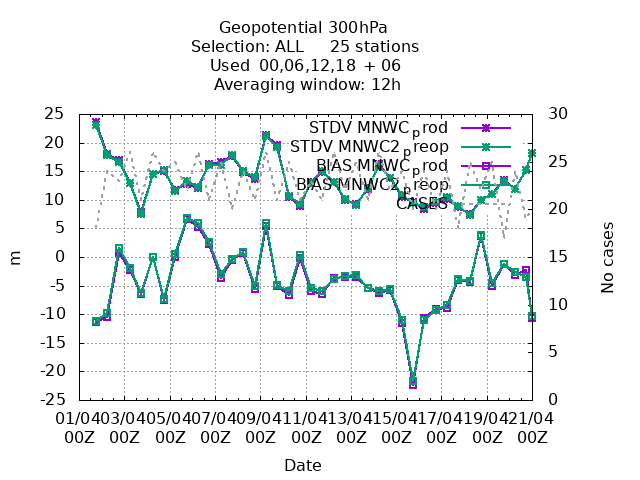 Geopotential 300hPa
Selection: ALL 25 stations
Used 00,06,12,18 + 06
Averaging window: 12h
STDV MNWC_prod
STDV MNWC2_preop
BIAS MNWC_prod
BIAS MNWC2_preop
CASES
25
20
15
10
5
0
-5
-10
-15
-20
-25
m
30
25
20
15
10
5
0
No cases
01/04 03/04 05/04 07/04 09/04 11/04 13/04 15/04 17/04 19/04 21/04
00Z 00Z 00Z 00Z 00Z 00Z 00Z 00Z 00Z 00Z 00Z
Date